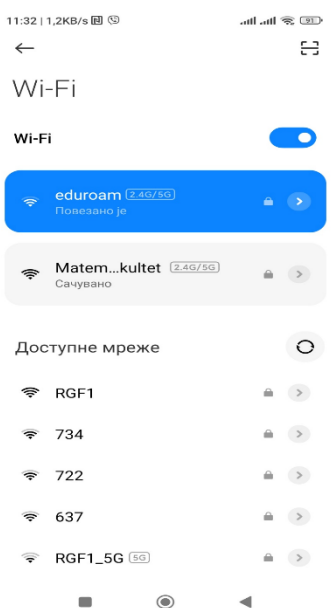 11:32 | 1,2KB/s 91
Wi-Fi
Wi-Fi
eduroam 2.4G/5G
Повезано је
Matem...kultet 2.4G/5G
Сачувано
Доступне мреже
RGF1
734
722
637
RGF1_5G 5G